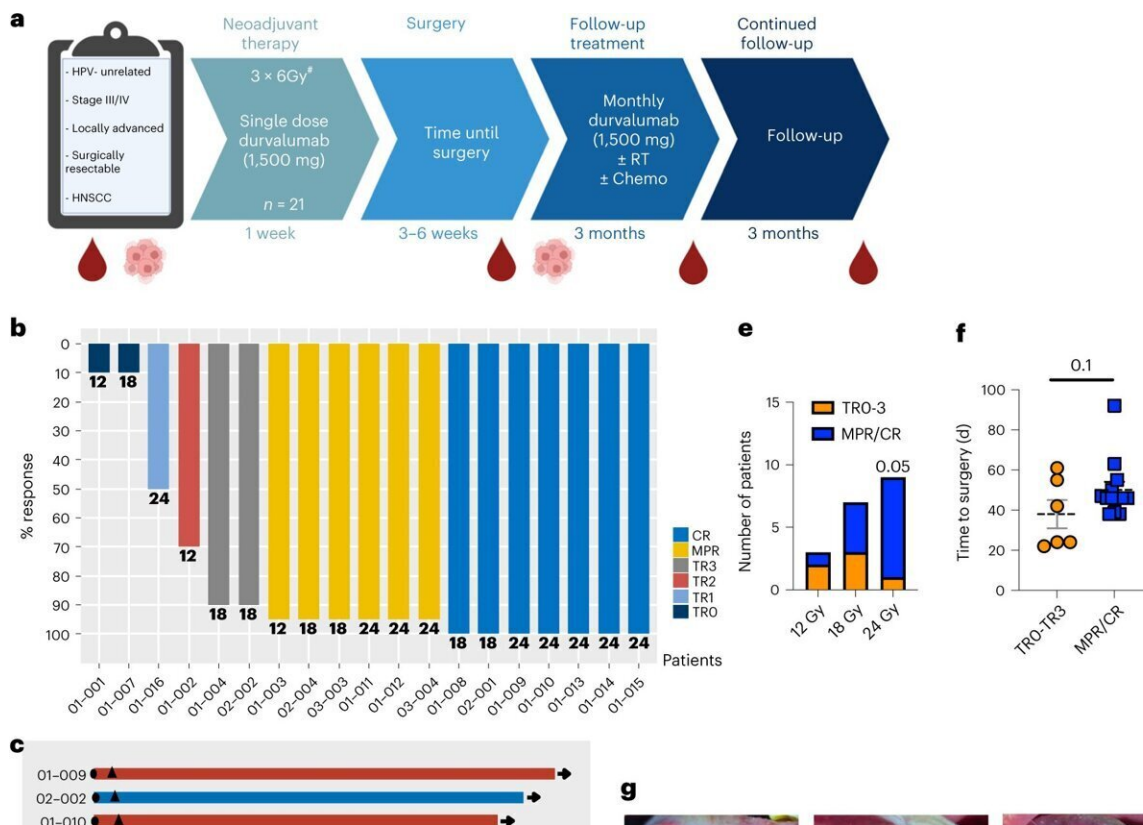 a
Neoadjuvant
therapy
Surgery
Follow-up
treatment
Continued
follow-up
- HPV- unrelated
- Stage III/IV
- Locally advanced
- Surgically
resectable
- HNSCC
3 × 6Gy#
Single dose
durvalumab
(1,500 mg)
n = 21
Time until
surgery
Monthly
durvalumab
(1,500 mg)
± RT
± Chemo
Follow-up
1 week
3–6 weeks
3 months
3 months
b
% response
0
10
20
30
40
50
60
70
80
90
100
12 18 24 12 18 18 12 18 18 24 24 24 18 18 24 24 24 24 24
CR
MPR
TR3
TR2
TR1
TR0
Patients
01-001 01-007 01-016 01-002 01-004 02-002 01-003 02-004 03-003 01-011 01-012 03-004 01-008 02-001 01-009 01-010 01-013 01-014 01-015
e
Number of patients
15
10
5
0
TR0-3
MPR/CR
0.05
12 Gy 18 Gy 24 Gy
f
Time to surgery (d)
0.1
100
80
60
40
20
0
TR0-TR3 MPR/CR
c
01-009
02-002
01-010
g